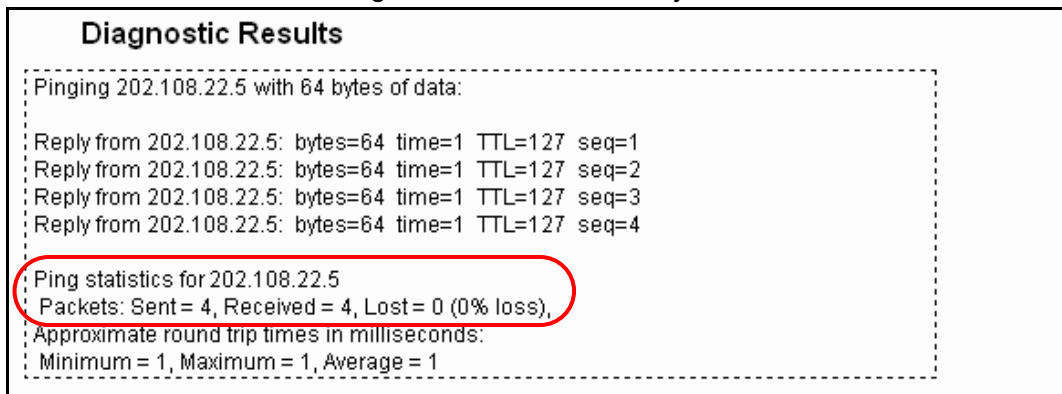 Diagnostic Results
Pinging 202.108.22.5 with 64 bytes of data:
Reply from 202.108.22.5: bytes=64 time=1 TTL=127 seq=1
Reply from 202.108.22.5: bytes=64 time=1 TTL=127 seq=2
Reply from 202.108.22.5: bytes=64 time=1 TTL=127 seq=3
Reply from 202.108.22.5: bytes=64 time=1 TTL=127 seq=4
Ping statistics for 202.108.22.5
Packets: Sent = 4, Received = 4, Lost = 0 (0% loss),
Approximate round trip times in milliseconds:
Minimum = 1, Maximum = 1, Average = 1